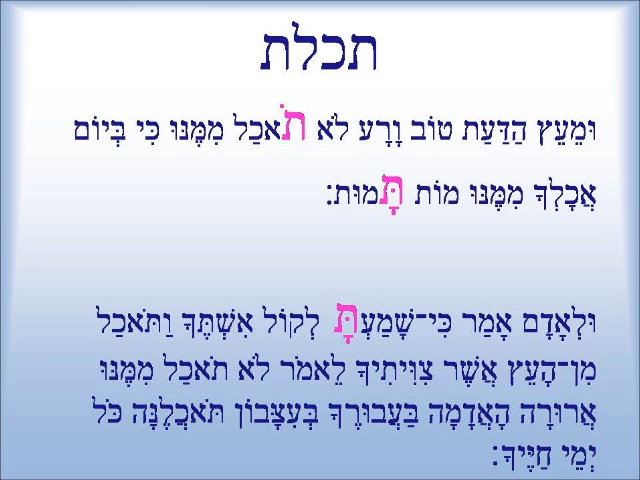 תכלת
וּמֵעֵץ הַדַּעַת טוֹב וָרָע לֹא תֹאכַל מִמֶּנּוּ כִּי בְּיוֹם
אֲכָלְךָ מִמֶּנּוּ מוֹת תָּמוּת:
וּלְאָדָם אָמַר כִּי־שָׁמַעְתָּ לְקוֹל אִשְׁתֶּךָ וַתֹּאכַל
מִן־הָעֵץ אֲשֶׁר צִוִּיתִיךָ לֵאמֹר לֹא תֹאכַל מִמֶּנּוּ
אֲרוּרָה הָאֲדָמָה בַּעֲבוּרֶךָ בְּעִצָּבוֹן תֹּאכֲלֶנָּה כֹּל
יְמֵי חַיֶּיךָ: